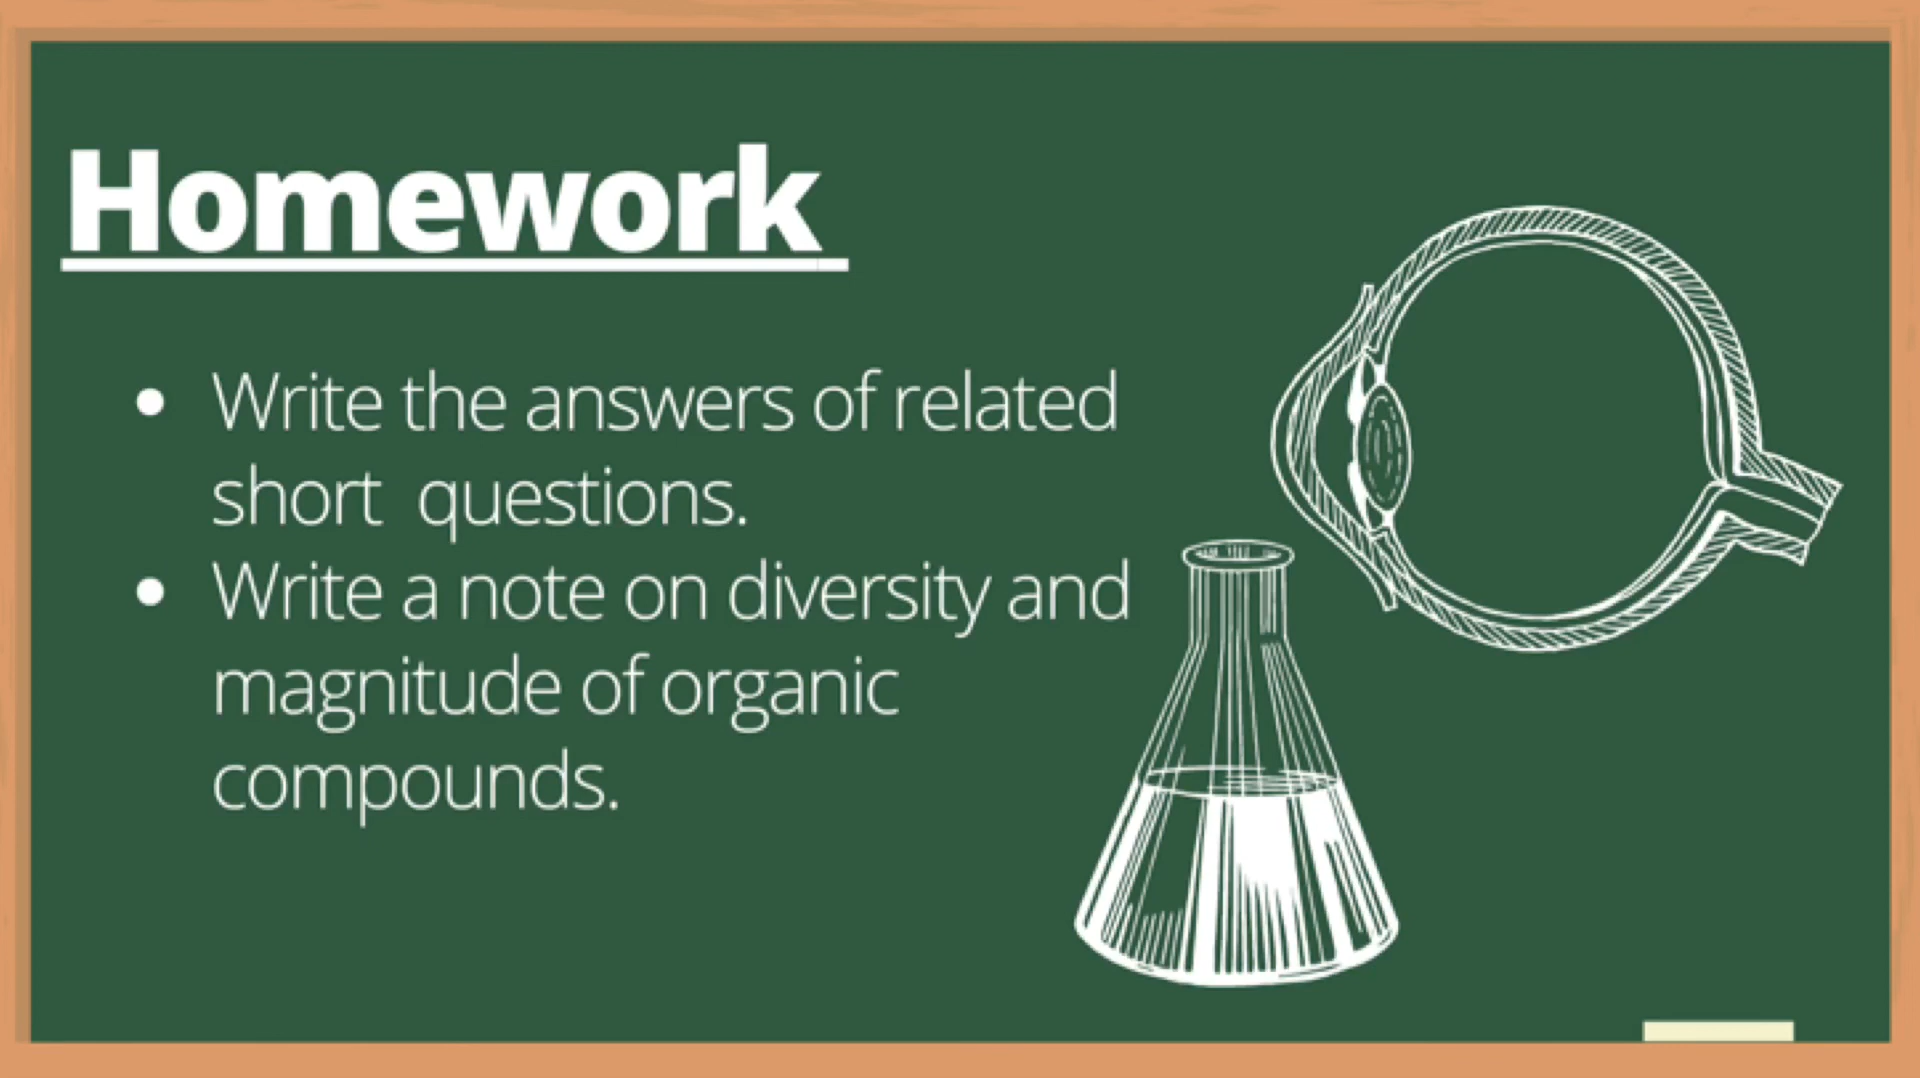 Homework
• Write the answers of related
short  questions.
• Write a note on diversity and
magnitude of organic
compounds.